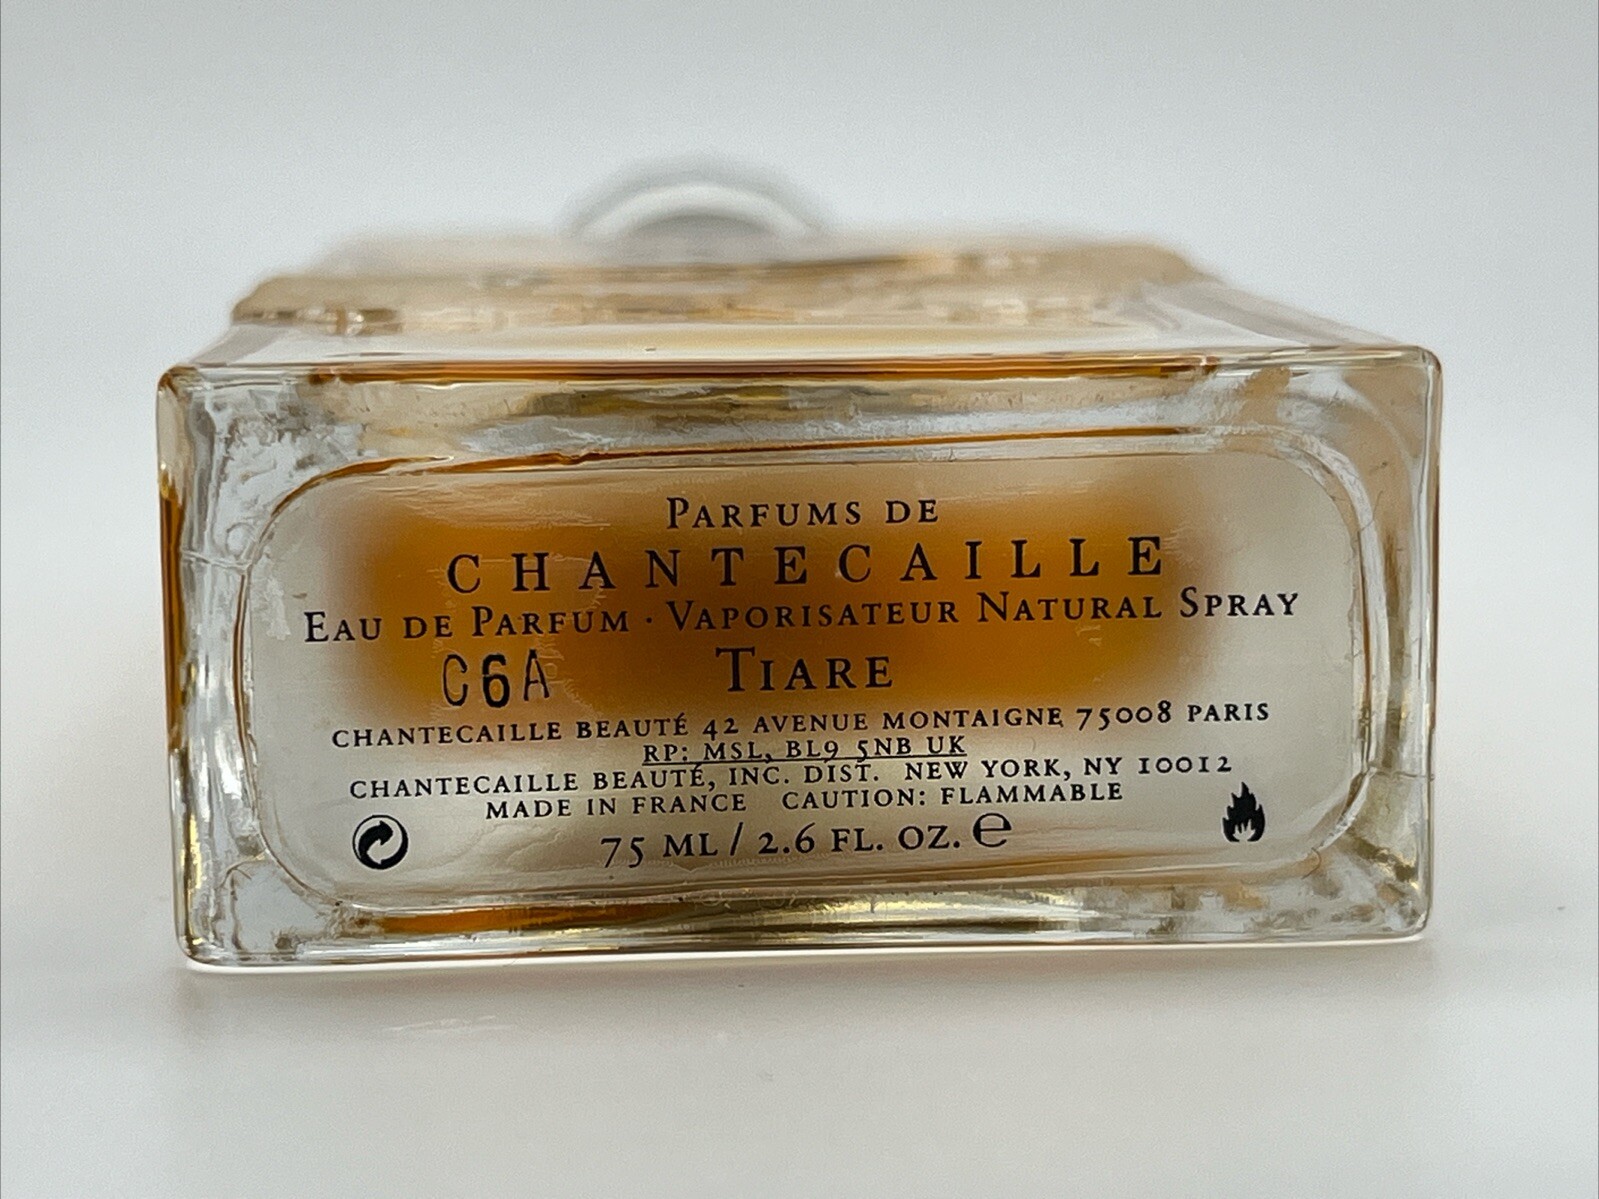 PARFUMS DE
CHANTECAILLE
EAU DE PARFUM · VAPORISATEUR NATURAL SPRAY
C6A TIARE
CHANTECAILLE BEAUTÉ 42 AVENUE MONTAIGNE 75008 PARIS
RP: MSL, BL9 5NB UK
CHANTECAILLE BEAUTÉ, INC. DIST. NEW YORK, NY 10012
MADE IN FRANCE CAUTION: FLAMMABLE
75 ML / 2.6 FL. OZ. ℮